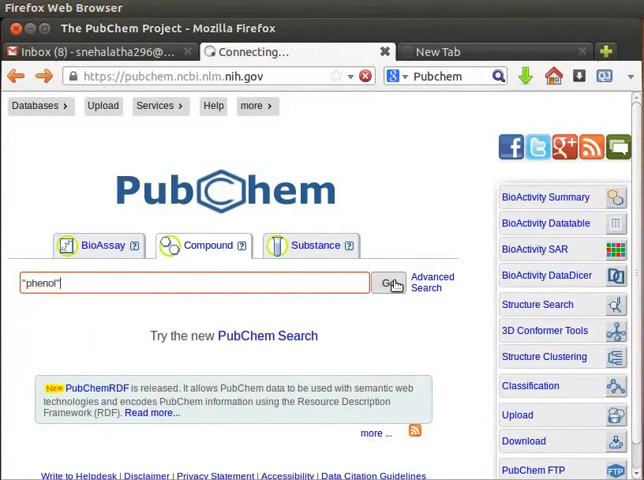 Firefox Web Browser
The PubChem Project - Mozilla Firefox
Inbox (8) - snehalatha296@g...
Connecting...
New Tab
https://pubchem.ncbi.nlm.nih.gov
Pubchem
Databases
Upload
Services
Help
more
PubChem
BioAssay ?
Compound ?
Substance ?
"phenol"
Go
Advanced
Search
Try the new PubChem Search
New PubChemRDF is released. It allows PubChem data to be used with semantic web
technologies and encodes PubChem information using the Resource Description
Framework (RDF). Read more...
more ...
Write to Helpdesk | Disclaimer | Privacy Statement | Accessibility | Data Citation Guidelines
BioActivity Summary
BioActivity Datatable
BioActivity SAR
BioActivity DataDicer
Structure Search
3D Conformer Tools
Structure Clustering
Classification
Upload
Download
PubChem FTP
FTP